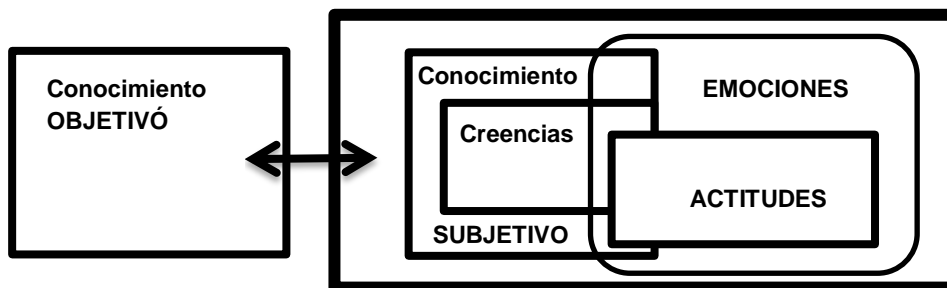 Conocimiento
OBJETIVÓ
Conocimiento
Creencias
SUBJETIVO
EMOCIONES
ACTITUDES